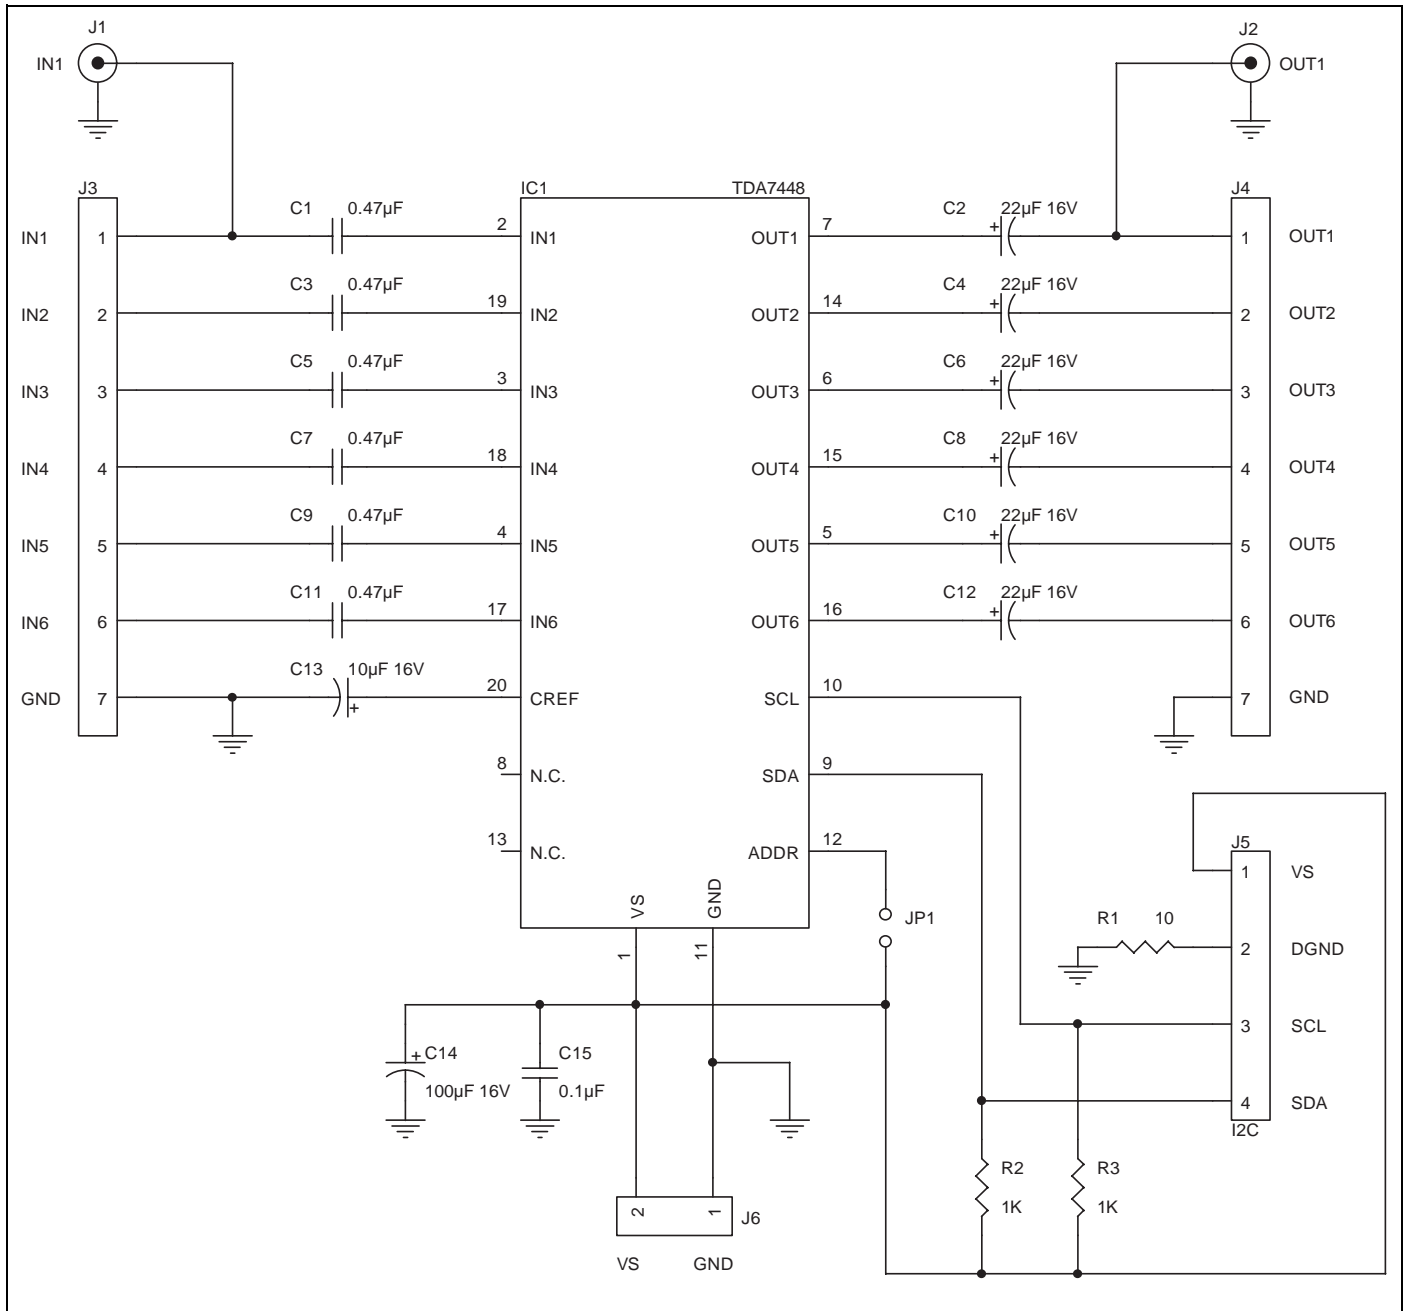 J1
J2
IN1
OUT1
J3
IC1
TDA7448
J4
C1 0.47µF
C2 22µF 16V
IN1 1
2 IN1
OUT1 7
1 OUT1
C3 0.47µF
C4 22µF 16V
IN2 2
19 IN2
OUT2 14
2 OUT2
C5 0.47µF
C6 22µF 16V
IN3 3
3 IN3
OUT3 6
3 OUT3
C7 0.47µF
C8 22µF 16V
IN4 4
18 IN4
OUT4 15
4 OUT4
C9 0.47µF
C10 22µF 16V
IN5 5
4 IN5
OUT5 5
5 OUT5
C11 0.47µF
C12 22µF 16V
IN6 6
17 IN6
OUT6 16
6 OUT6
C13 10µF 16V
GND 7
20 CREF
SCL 10
7 GND
8 N.C.
SDA 9
13 N.C.
ADDR 12
J5
1 VS
VS
GND
JP1
R1 10
2 DGND
1
11
3 SCL
C14
100µF 16V
C15
0.1µF
4 SDA
I2C
R2
1K
R3
1K
2 1 J6
VS GND